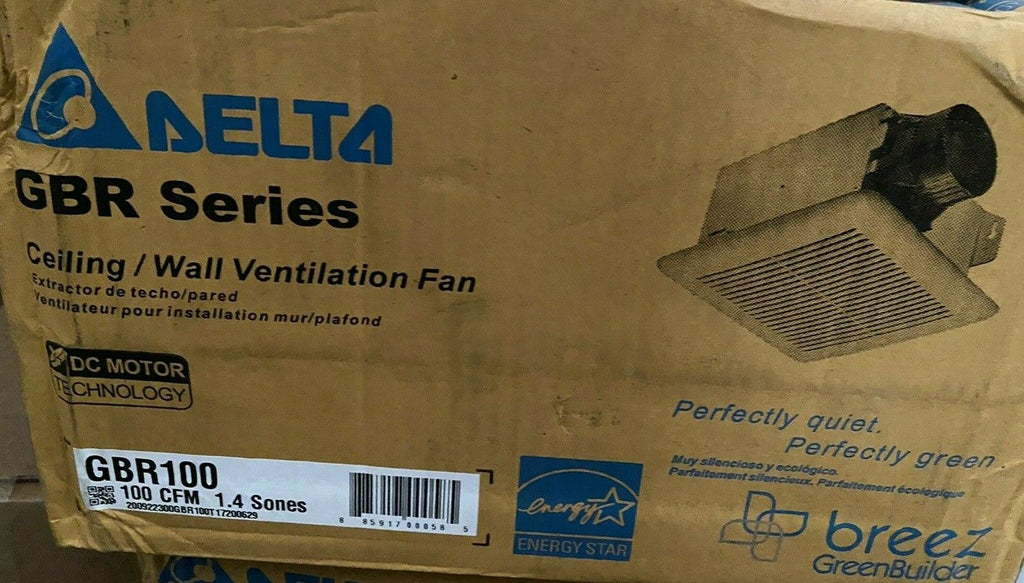 DELTA
GBR Series
Ceiling / Wall Ventilation Fan
Extractor de techo/pared
Ventilateur pour installation mur/plafond
DC MOTOR
TECHNOLOGY
GBR100
100 CFM 1.4 Sones
200922300GBR100T17200629
8 85917 00058 5
energy
ENERGY STAR
Perfectly quiet.
Perfectly green
Muy silencioso y ecológico.
Parfaitement silencieux. Parfaitement écologique
breez
GreenBuilder
DELTA